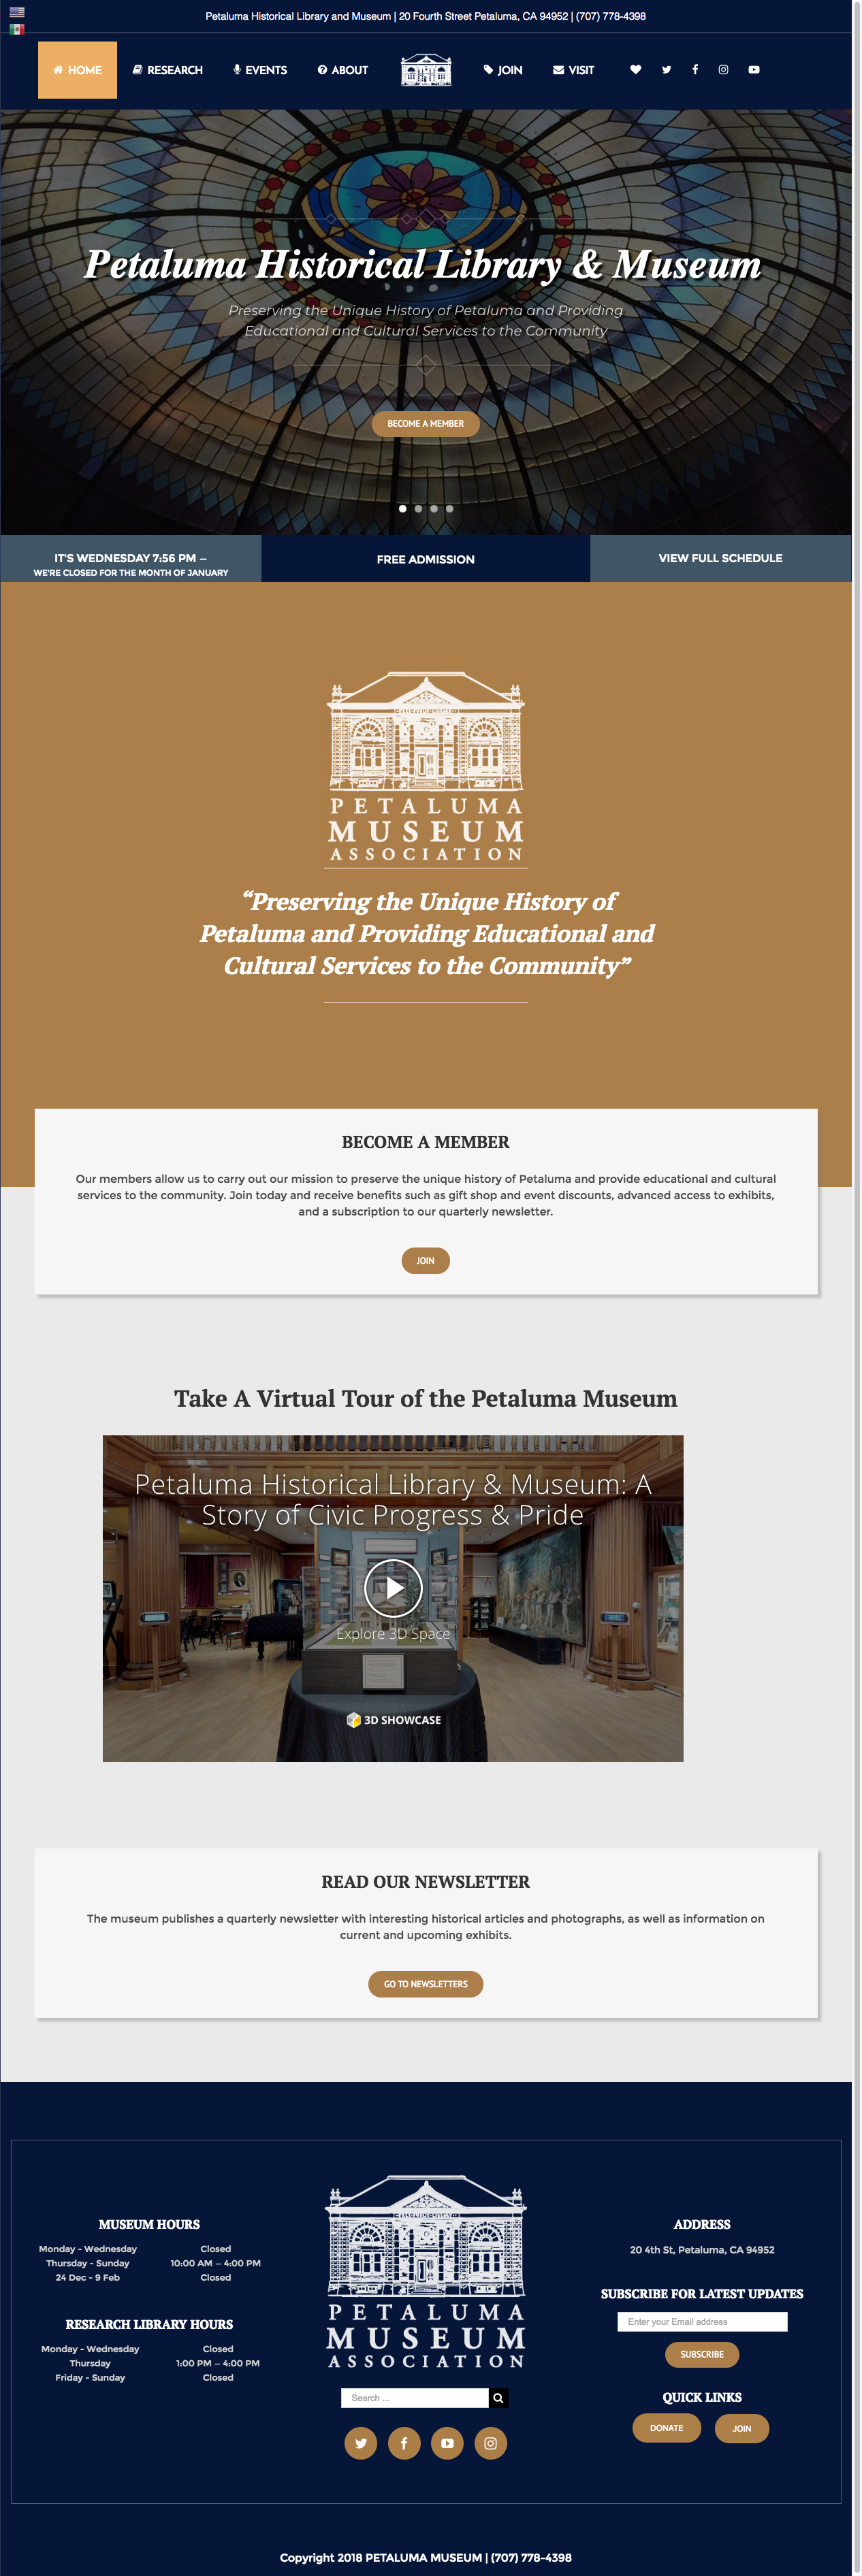 Petaluma Historical Library and Museum | 20 Fourth Street Petaluma, CA 94952 | (707) 778-4398
HOME RESEARCH EVENTS ABOUT JOIN VISIT
Petaluma Historical Library & Museum
Preserving the Unique History of Petaluma and Providing
Educational and Cultural Services to the Community
BECOME A MEMBER
IT'S WEDNESDAY 7:56 PM —
WE'RE CLOSED FOR THE MONTH OF JANUARY
FREE ADMISSION
VIEW FULL SCHEDULE
PETALUMA
MUSEUM
ASSOCIATION
“Preserving the Unique History of
Petaluma and Providing Educational and
Cultural Services to the Community”
BECOME A MEMBER
Our members allow us to carry out our mission to preserve the unique history of Petaluma and provide educational and cultural
services to the community. Join today and receive benefits such as gift shop and event discounts, advanced access to exhibits,
and a subscription to our quarterly newsletter.
JOIN
Take A Virtual Tour of the Petaluma Museum
Petaluma Historical Library & Museum: A
Story of Civic Progress & Pride
Explore 3D Space
3D SHOWCASE
READ OUR NEWSLETTER
The museum publishes a quarterly newsletter with interesting historical articles and photographs, as well as information on
current and upcoming exhibits.
GO TO NEWSLETTERS
MUSEUM HOURS
Monday - Wednesday Closed
Thursday - Sunday 10:00 AM — 4:00 PM
24 Dec - 9 Feb Closed
RESEARCH LIBRARY HOURS
Monday - Wednesday Closed
Thursday 1:00 PM — 4:00 PM
Friday - Sunday Closed
PETALUMA
MUSEUM
ASSOCIATION
Search ...
ADDRESS
20 4th St, Petaluma, CA 94952
SUBSCRIBE FOR LATEST UPDATES
Enter your Email address
SUBSCRIBE
QUICK LINKS
DONATE JOIN
Copyright 2018 PETALUMA MUSEUM | (707) 778-4398